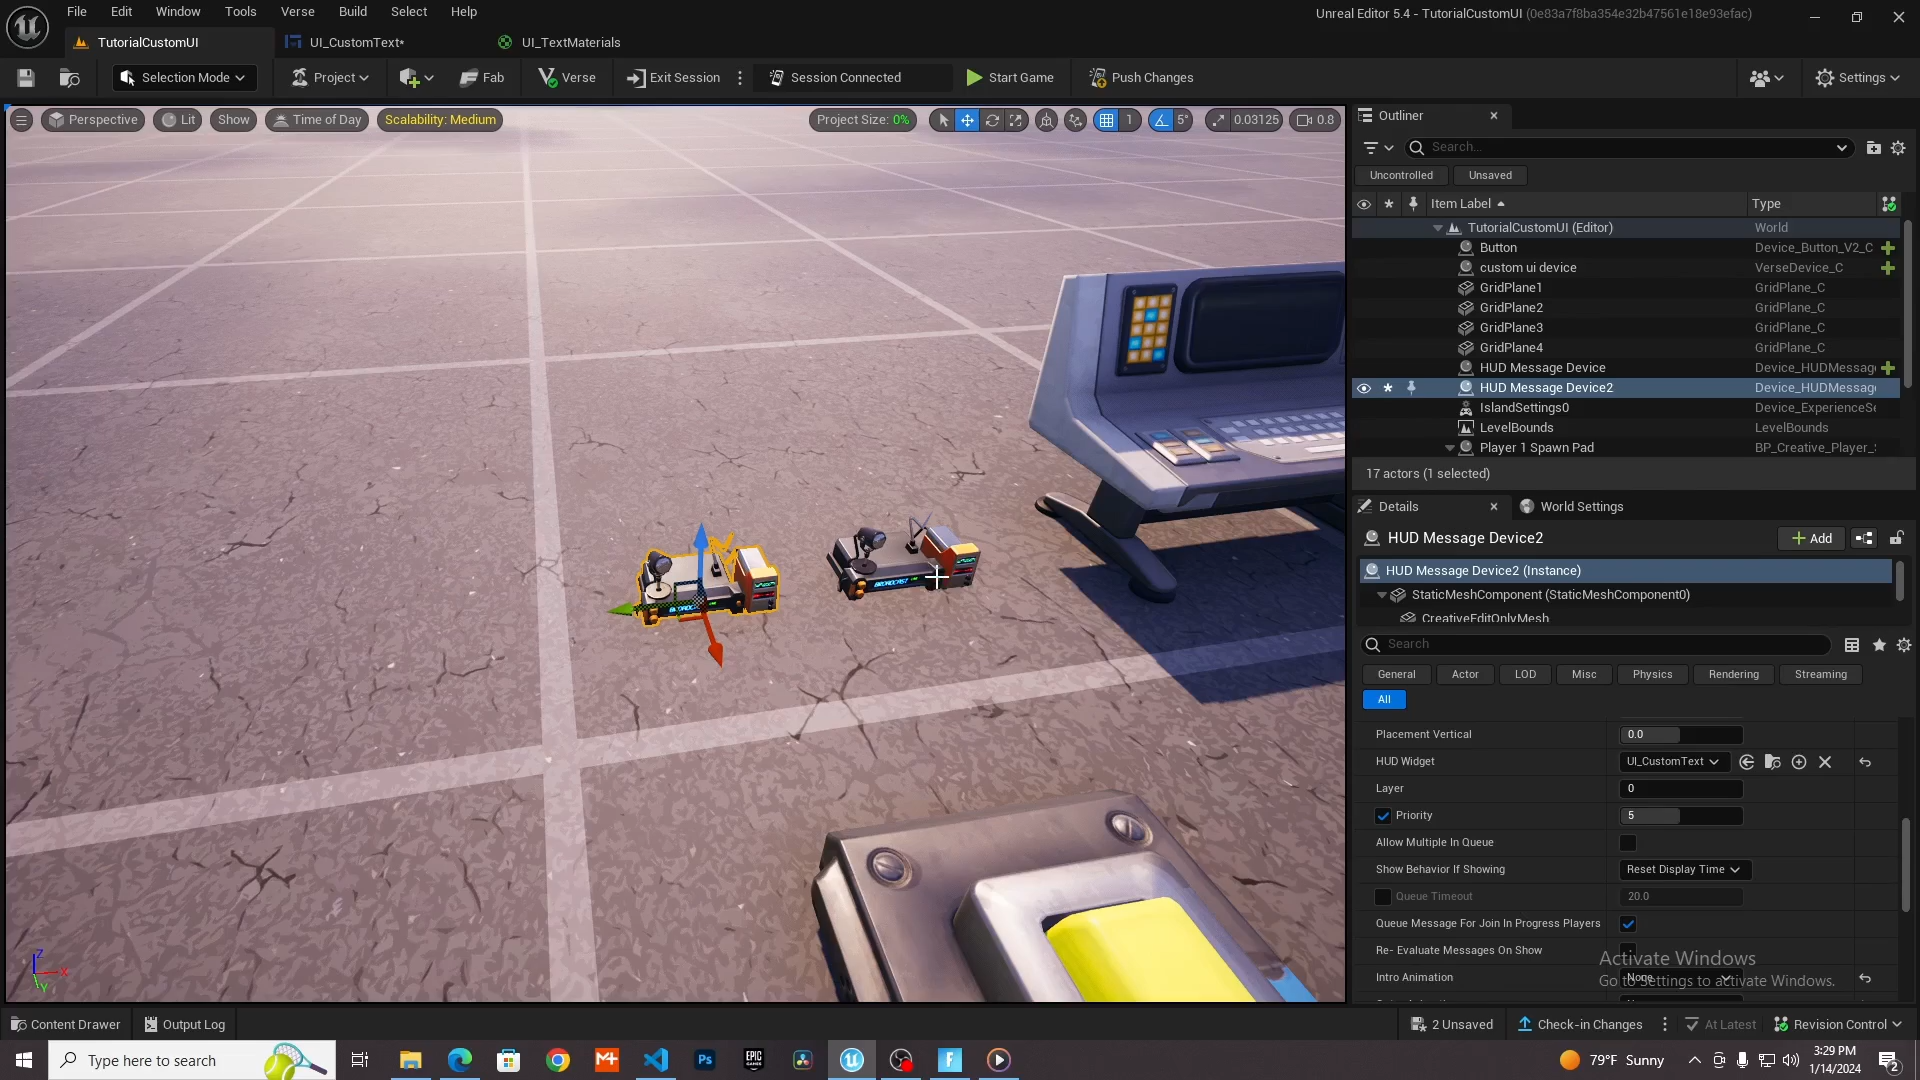 File Edit Window Tools Verse Build Select Help
Unreal Editor 5.4 - TutorialCustomUI (0e83a7f8ba354e32b47561e18e93efac)
TutorialCustomUI UI_CustomText* UI_TextMaterials
Selection Mode Project Fab Verse Exit Session Session Connected Start Game Push Changes Settings
Perspective Lit Show Time of Day Scalability: Medium Project Size: 0% 1 5° 0.03125 0.8
Outliner
Search...
Uncontrolled Unsaved
Item Label Type
TutorialCustomUI (Editor) World
Button Device_Button_V2_C
custom ui device VerseDevice_C
GridPlane1 GridPlane_C
GridPlane2 GridPlane_C
GridPlane3 GridPlane_C
GridPlane4 GridPlane_C
HUD Message Device Device_HUDMessag
HUD Message Device2 Device_HUDMessag
IslandSettings0 Device_ExperienceSe
LevelBounds LevelBounds
Player 1 Spawn Pad BP_Creative_Player_
17 actors (1 selected)
Details World Settings
HUD Message Device2 Add
HUD Message Device2 (Instance)
StaticMeshComponent (StaticMeshComponent0)
CreativeEditOnlyMesh
Search
General Actor LOD Misc Physics Rendering Streaming
All
Placement Vertical 0.0
HUD Widget UI_CustomText
Layer 0
Priority 5
Allow Multiple In Queue
Show Behavior If Showing Reset Display Time
Queue Timeout 20.0
Queue Message For Join In Progress Players
Re- Evaluate Messages On Show
Intro Animation None
Activate Windows
Go to Settings to activate Windows.
BROADCAST
Content Drawer Output Log 2 Unsaved Check-in Changes At Latest Revision Control
Type here to search
79°F Sunny
3:29 PM
1/14/2024
2